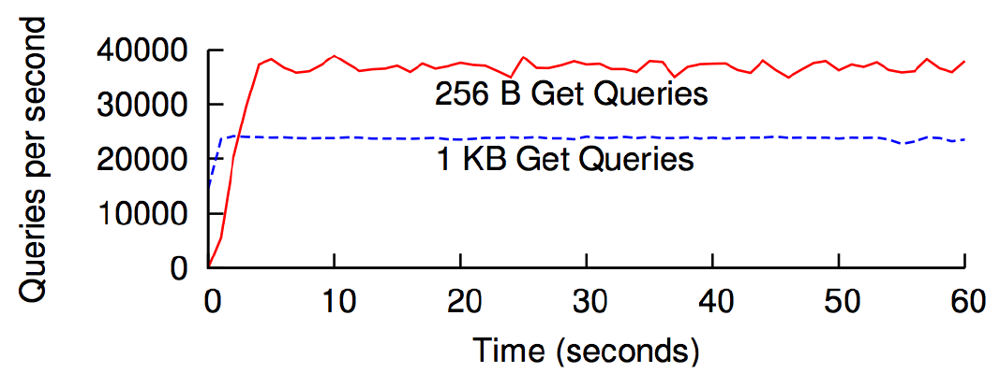 Queries per second
40000
30000
20000
10000
0
256 B Get Queries
1 KB Get Queries
0 10 20 30 40 50 60
Time (seconds)